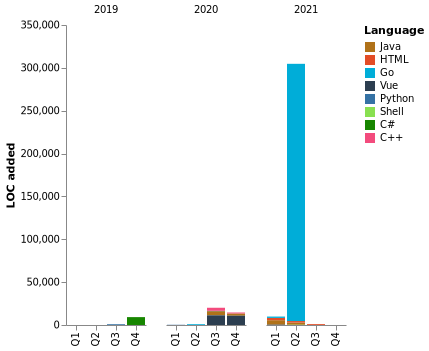 2019 2020 2021
LOC added
350,000
300,000
250,000
200,000
150,000
100,000
50,000
0
Q1 Q2 Q3 Q4 Q1 Q2 Q3 Q4 Q1 Q2 Q3 Q4
Language
Java
HTML
Go
Vue
Python
Shell
C#
C++